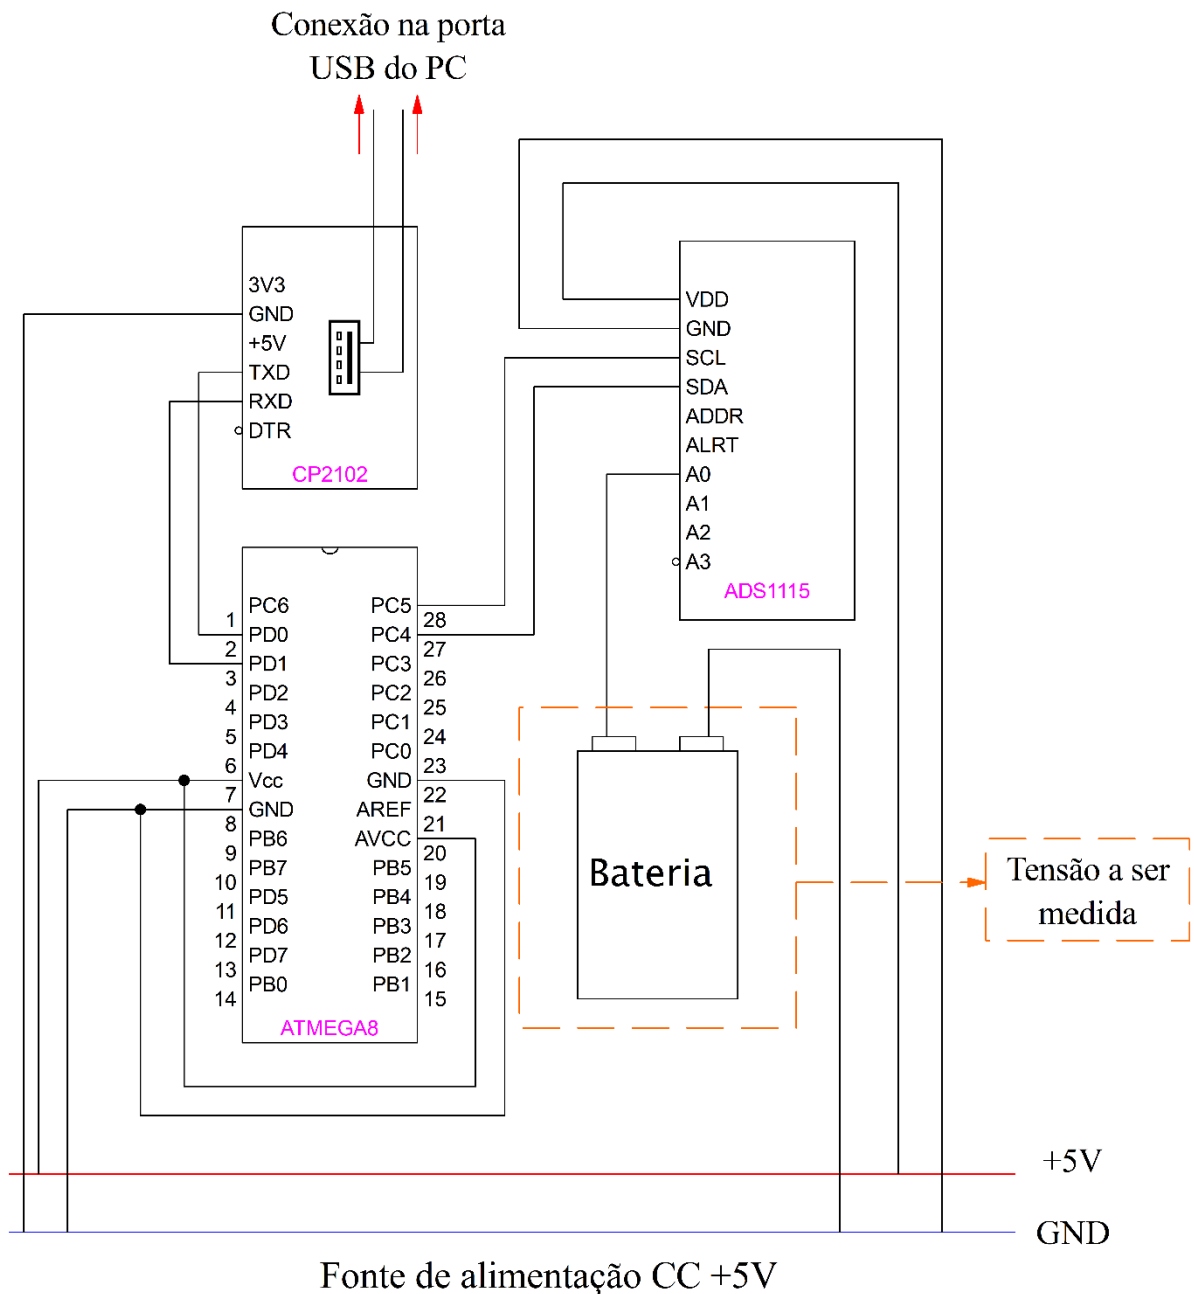 Conexão na porta
USB do PC
3V3
GND
+5V
TXD
RXD
DTR
CP2102
VDD
GND
SCL
SDA
ADDR
ALRT
A0
A1
A2
A3
ADS1115
PC6 PC5
1 28
PD0 PC4
2 27
PD1 PC3
3 26
PD2 PC2
4 25
PD3 PC1
5 24
PD4 PC0
6 23
Vcc GND
7 22
GND AREF
8 21
PB6 AVCC
9 20
PB7 PB5
10 19
PD5 PB4
11 18
PD6 PB3
12 17
PD7 PB2
13 16
PB0 PB1
14 15
ATMEGA8
Bateria
Tensão a ser
medida
+5V
GND
Fonte de alimentação CC +5V